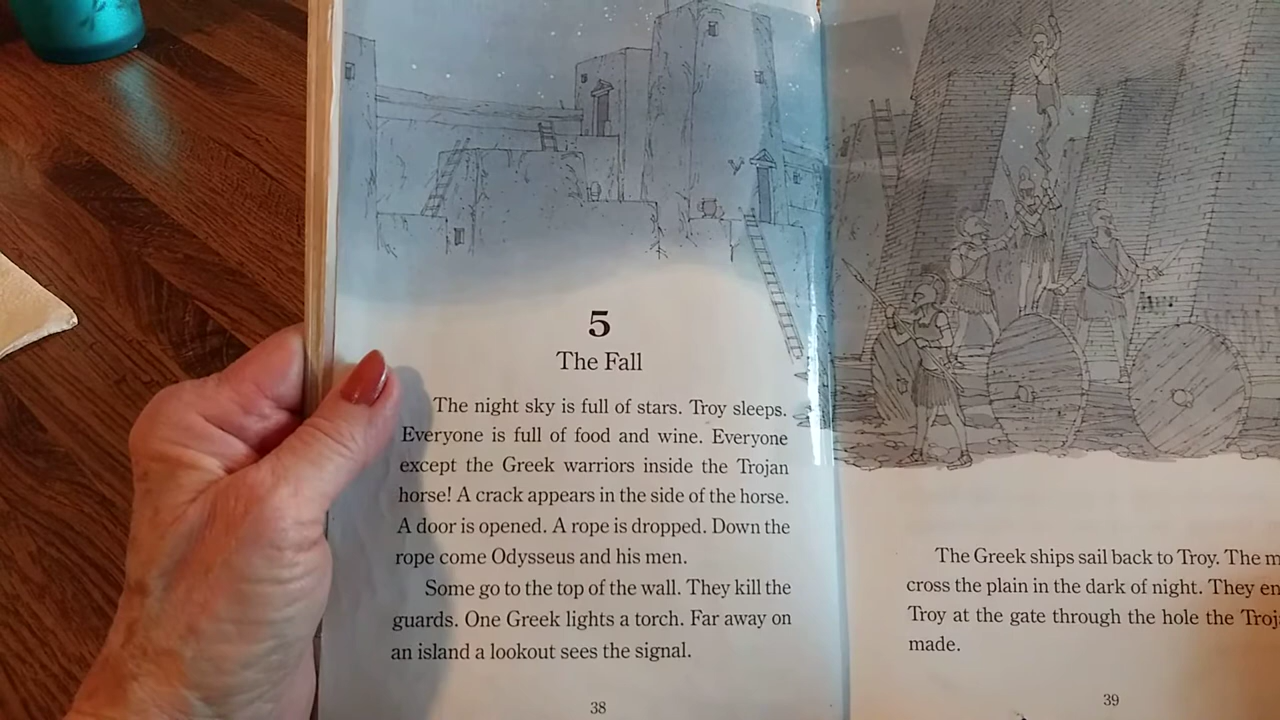 5
The Fall
The night sky is full of stars. Troy sleeps.
Everyone is full of food and wine. Everyone
except the Greek warriors inside the Trojan
horse! A crack appears in the side of the horse.
A door is opened. A rope is dropped. Down the
rope come Odysseus and his men.
Some go to the top of the wall. They kill the
guards. One Greek lights a torch. Far away on
an island a lookout sees the signal.
38
The Greek ships sail back to Troy. The
cross the plain in the dark of night. They
Troy at the gate through the hole the
made.
39